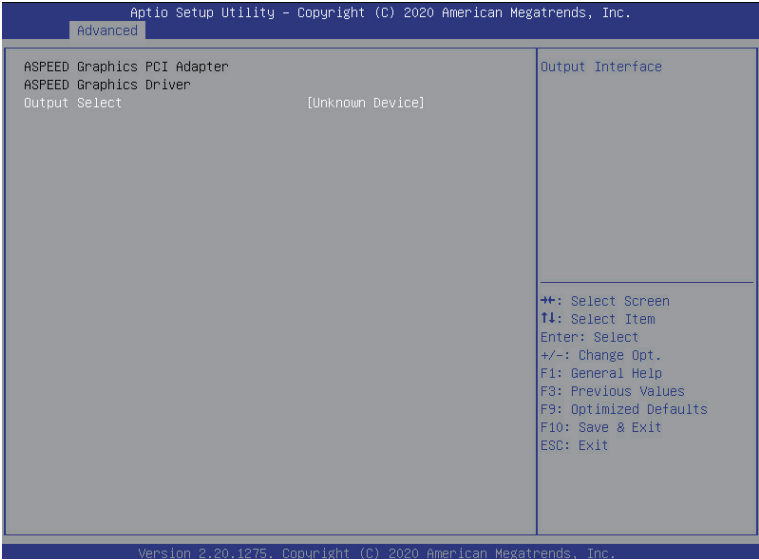 Aptio Setup Utility – Copyright (C) 2020 American Megatrends, Inc.
Advanced
ASPEED Graphics PCI Adapter
ASPEED Graphics Driver
Output Select [Unknown Device]
Output Interface
→←: Select Screen
↑↓: Select Item
Enter: Select
+/-: Change Opt.
F1: General Help
F3: Previous Values
F9: Optimized Defaults
F10: Save & Exit
ESC: Exit
Version 2.20.1275. Copyright (C) 2020 American Megatrends, Inc.